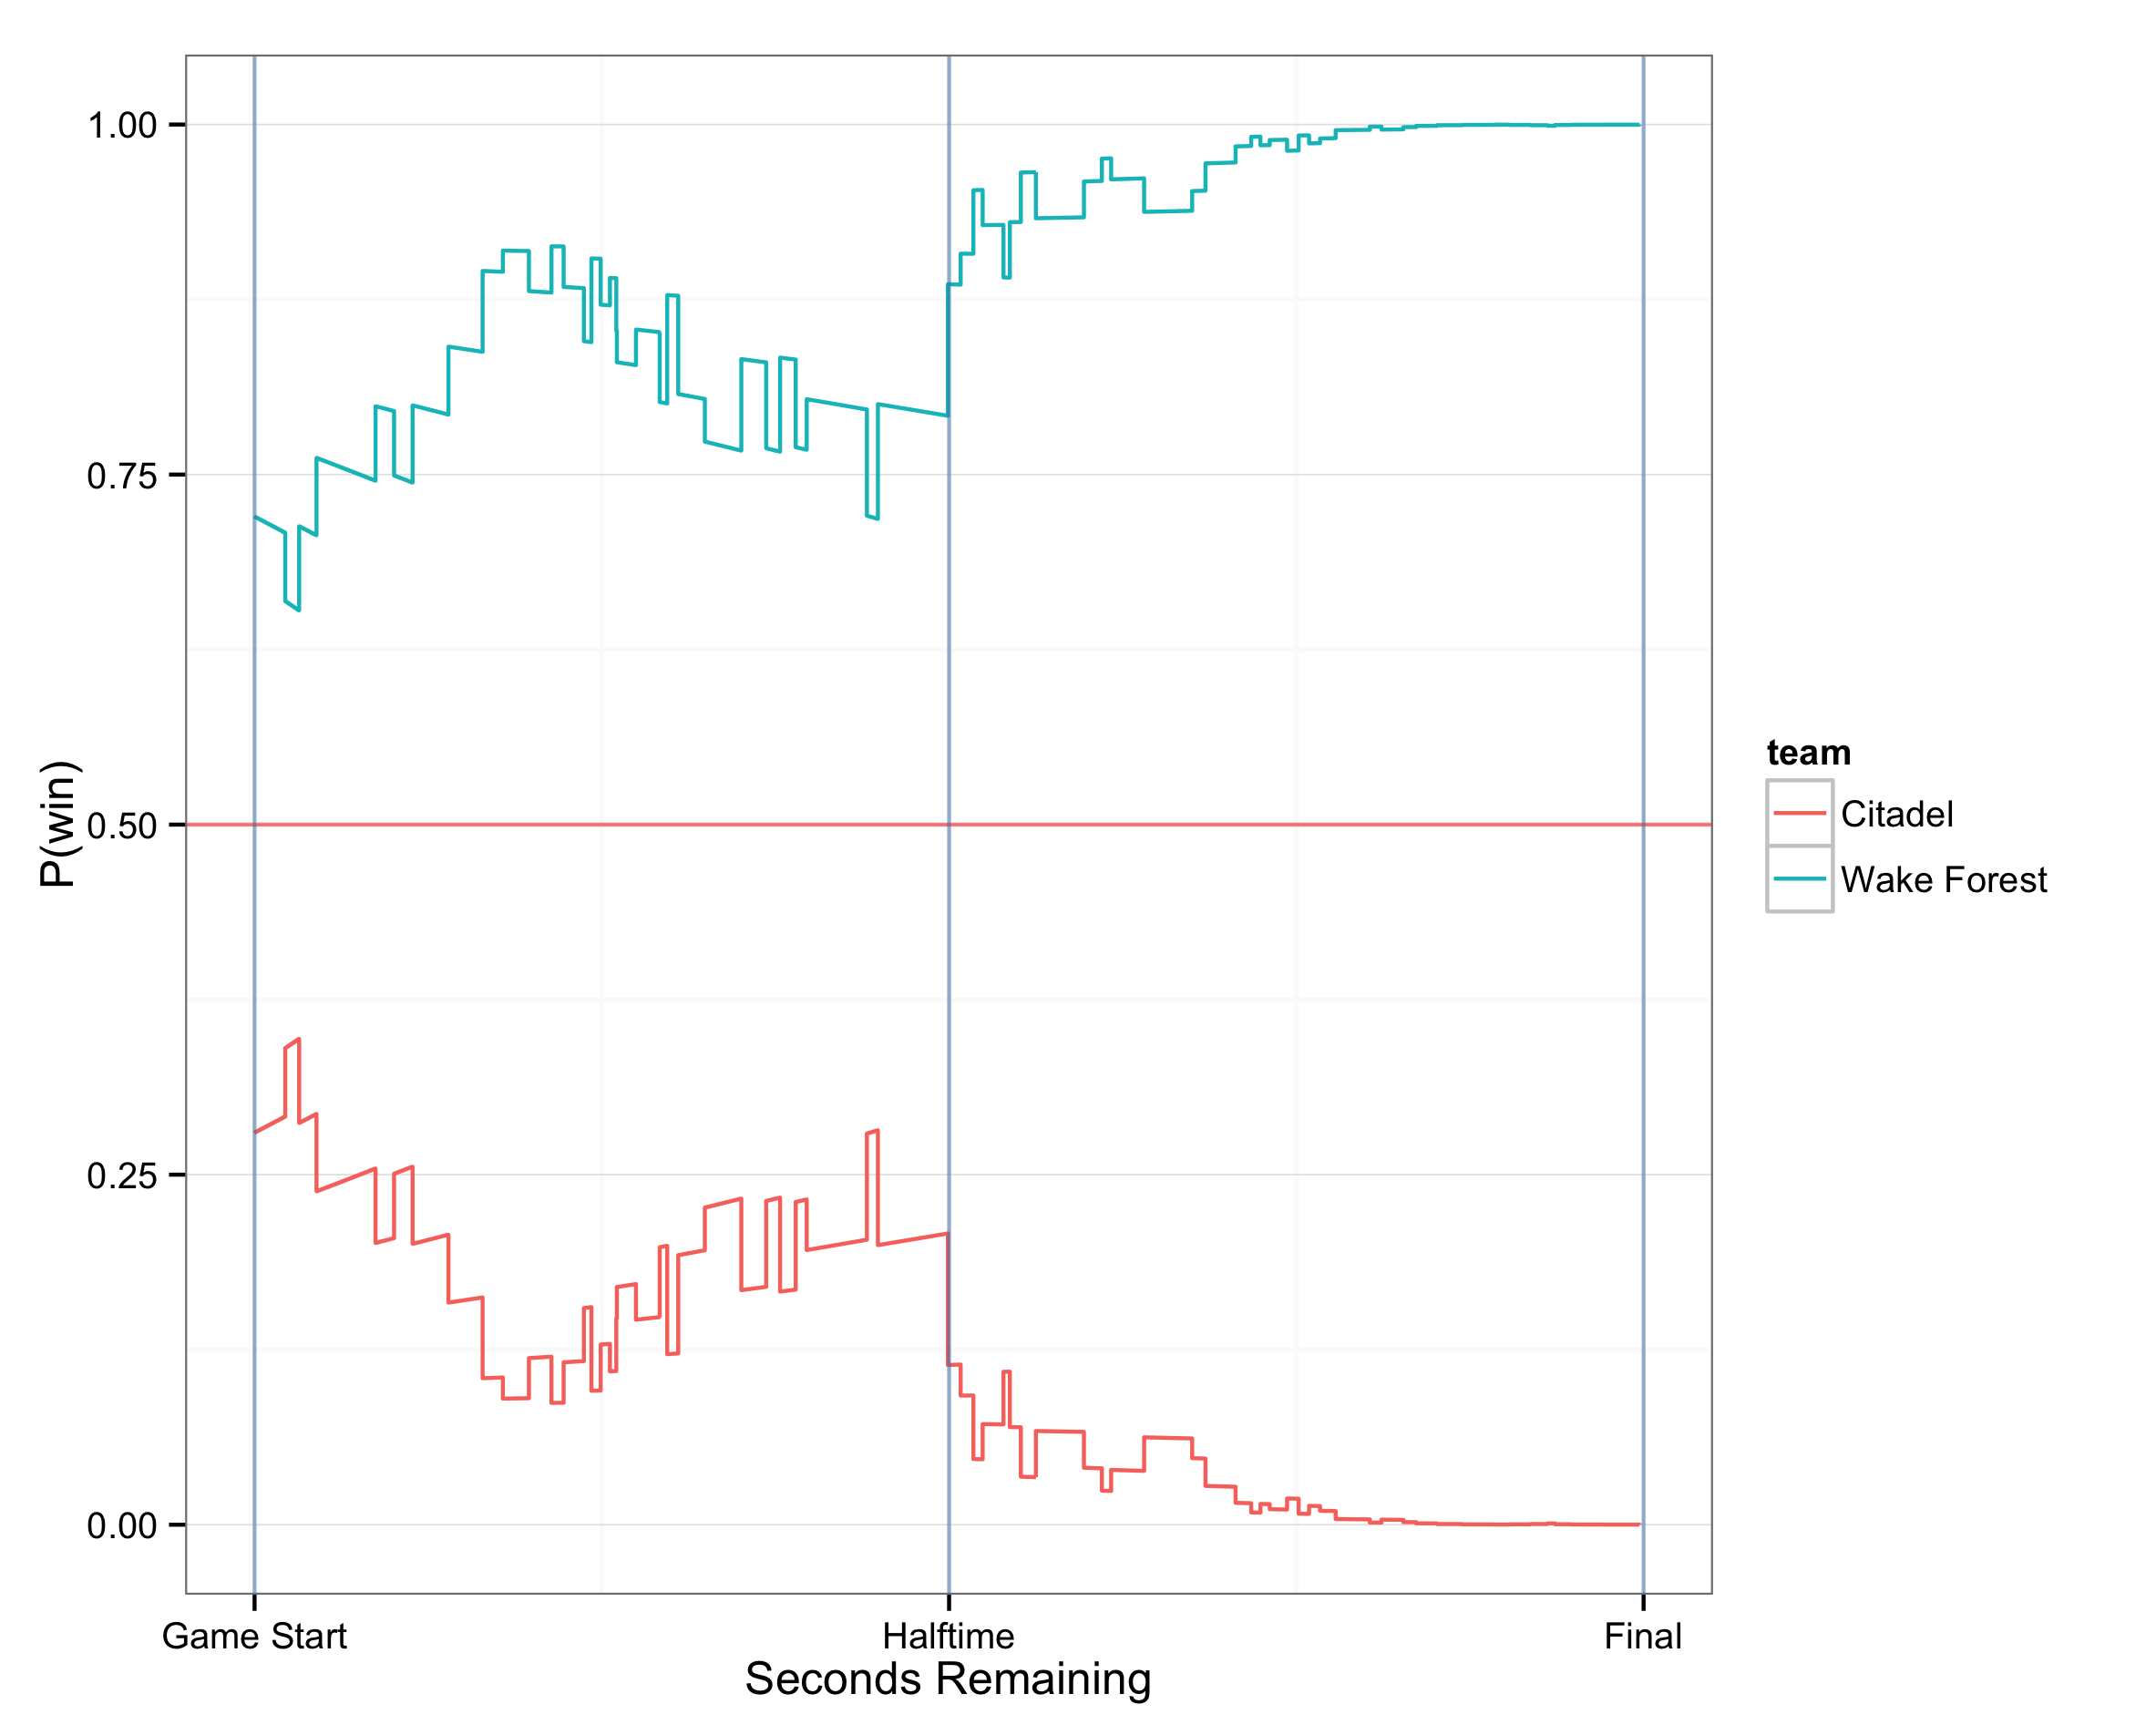 1.00
0.75
0.50
0.25
0.00
P(win)
Game Start
Halftime
Final
Seconds Remaining
team
Citadel
Wake Forest